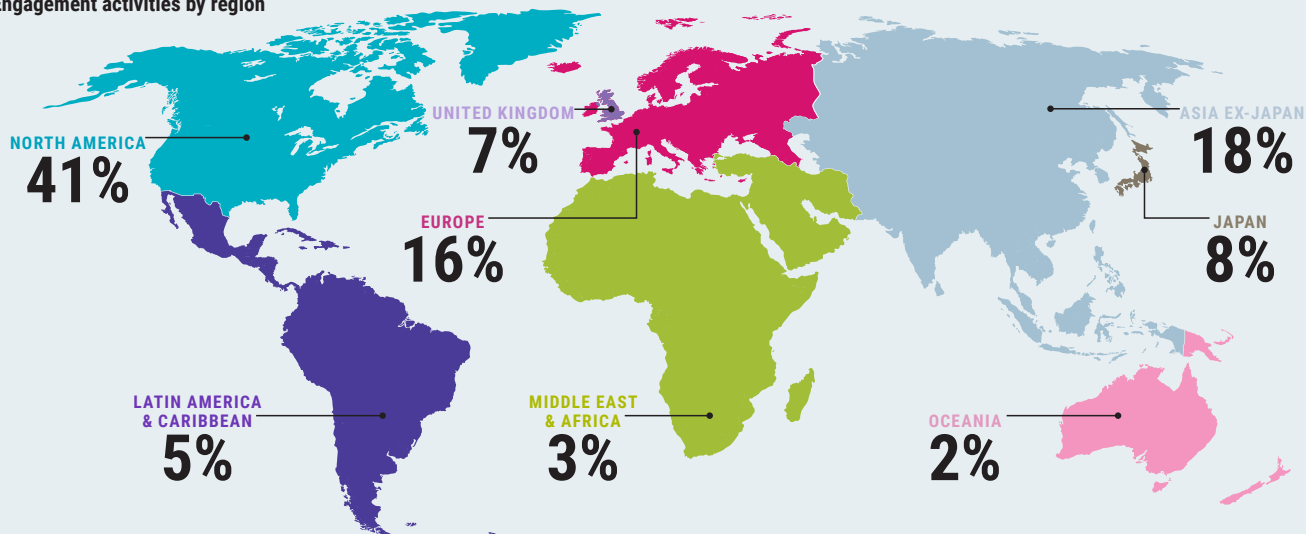 Engagement activities by region
NORTH AMERICA
41%
UNITED KINGDOM
7%
ASIA EX-JAPAN
18%
EUROPE
16%
JAPAN
8%
LATIN AMERICA
& CARIBBEAN
5%
MIDDLE EAST
& AFRICA
3%
OCEANIA
2%